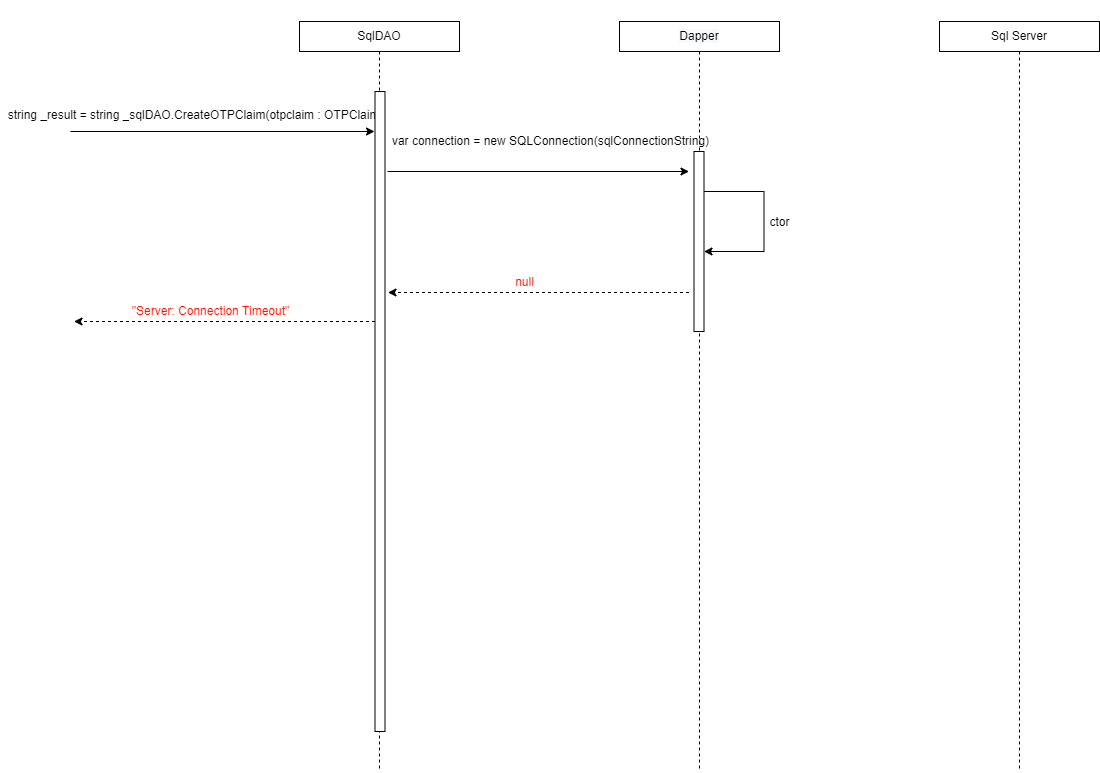 SqlDAO
Dapper
Sql Server
string _result = string _sqlDAO.CreateOTPClaim(otpclaim : OTPClain
var connection = new SQLConnection(sqlConnectionString)
ctor
null
"Server: Connection Timeout"